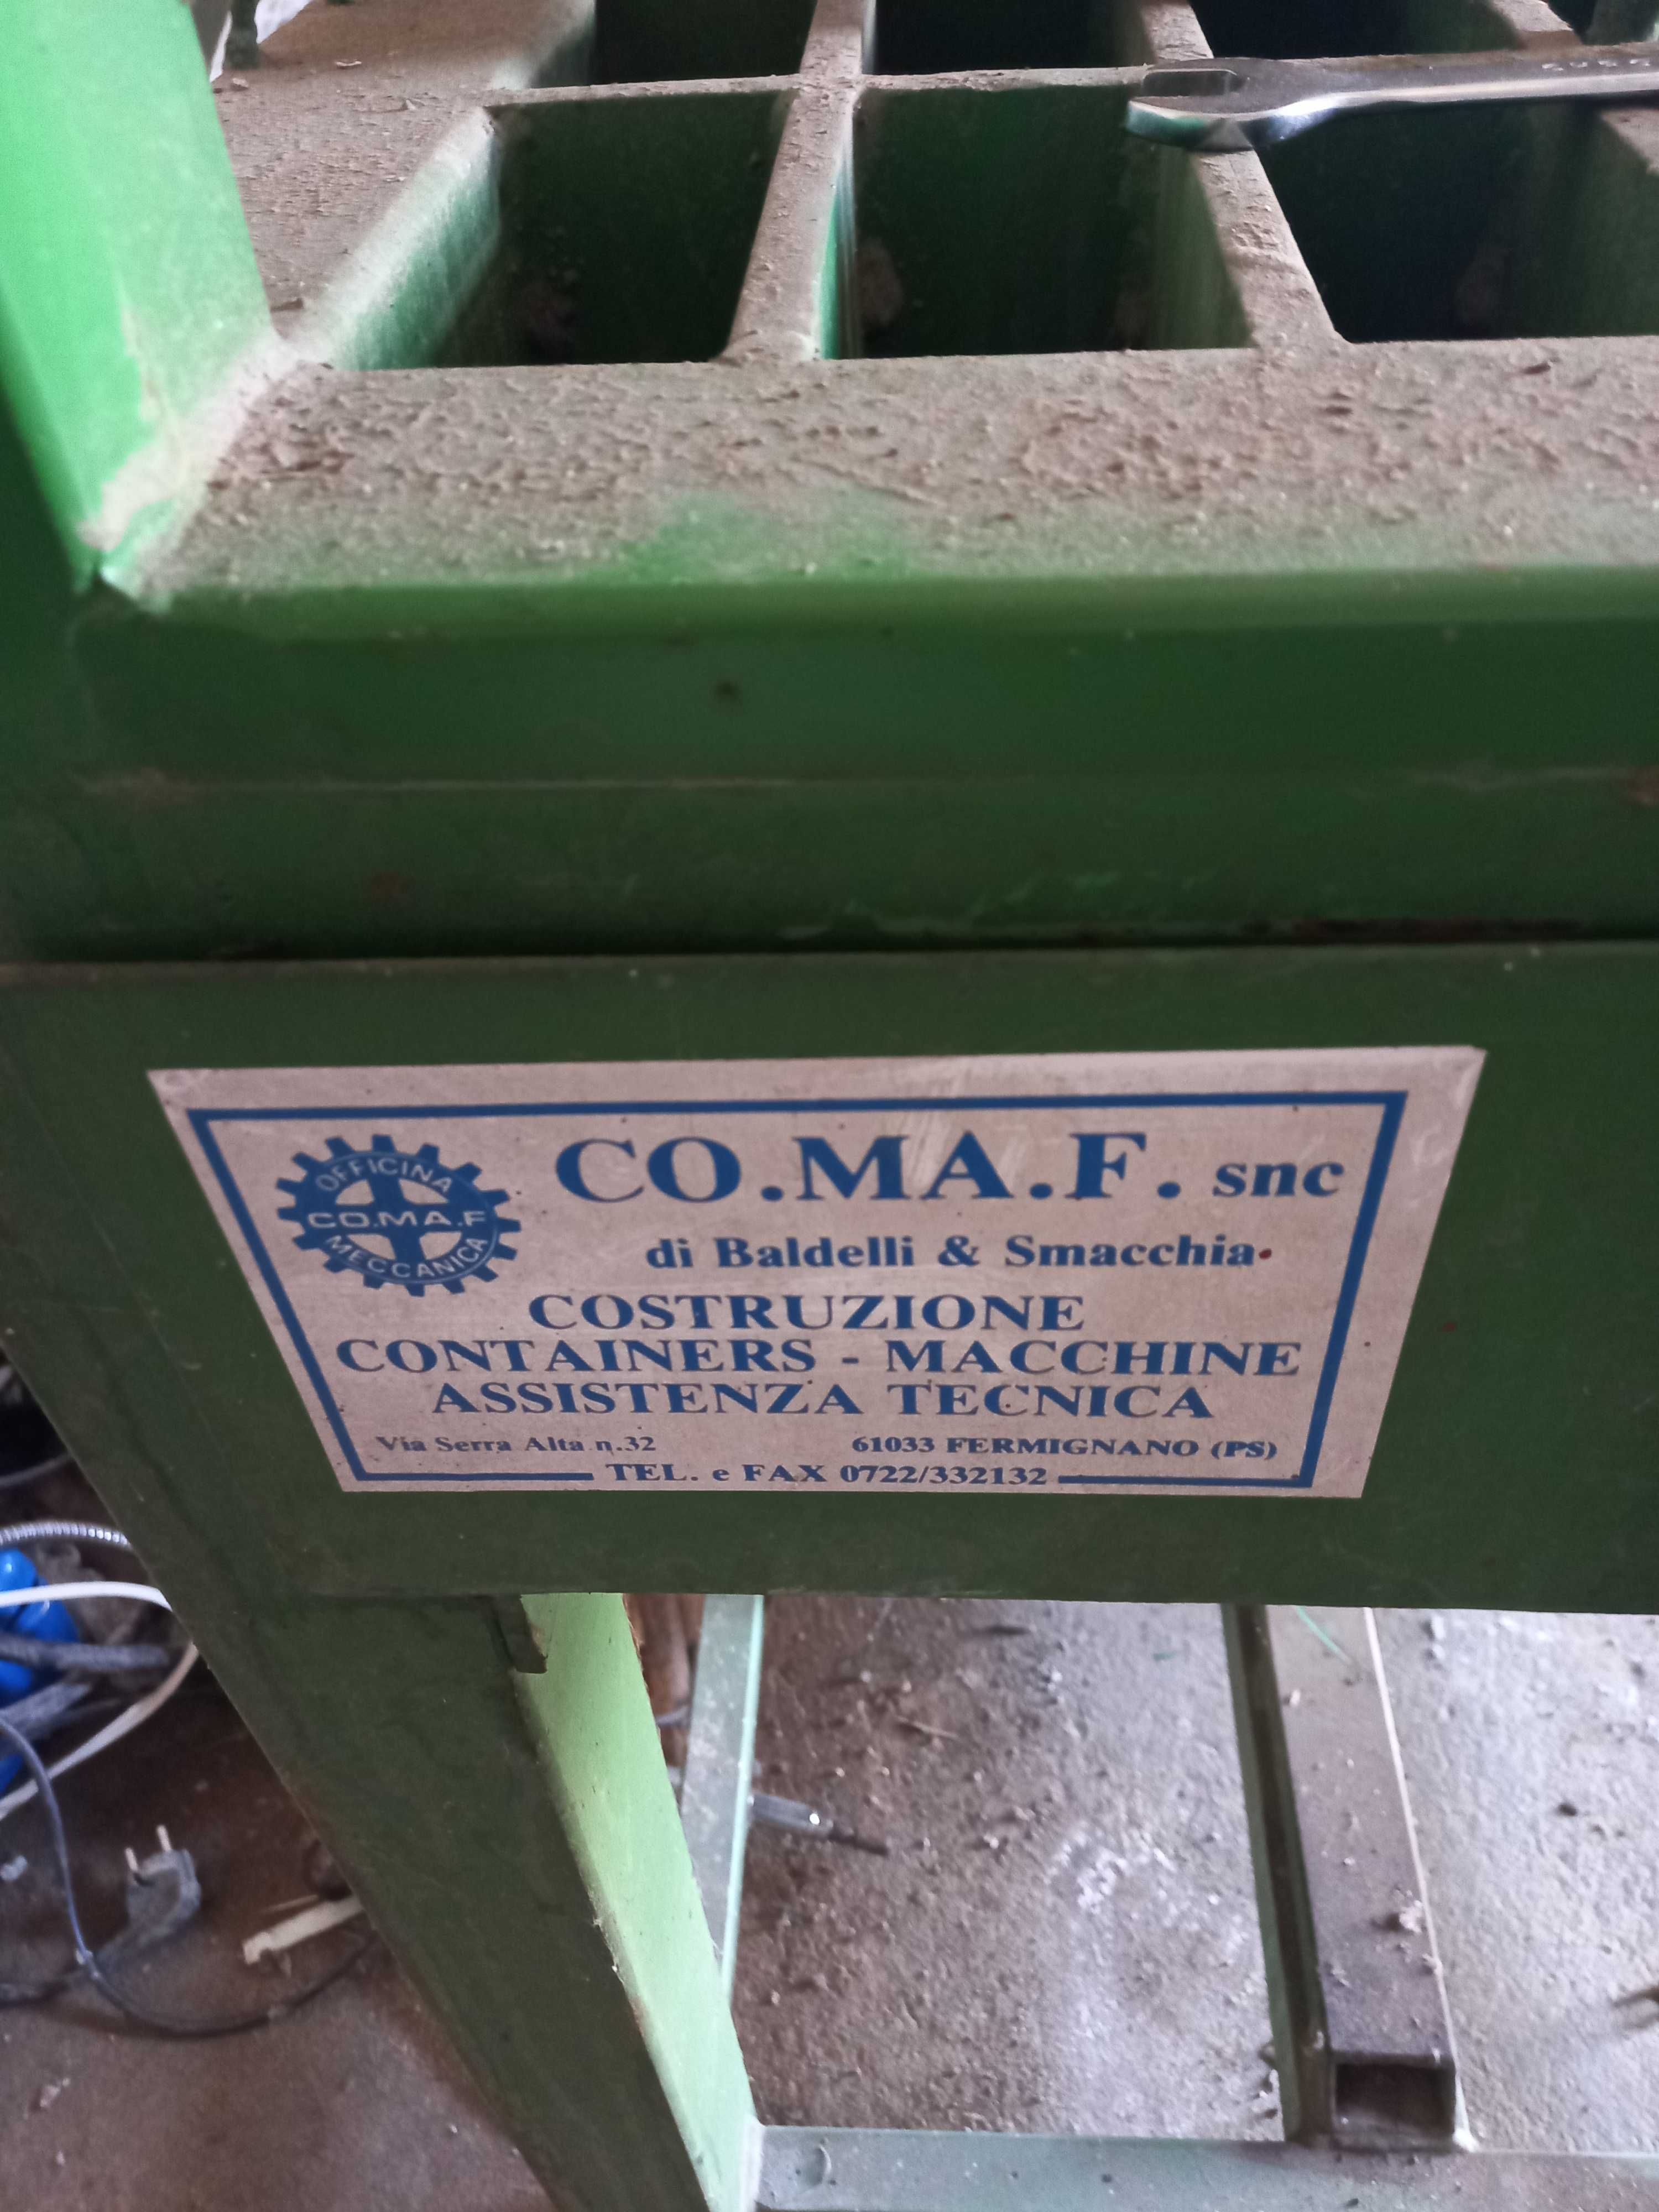 OFFICINA
CO.MA.F
MECCANICA
CO.MA.F. snc
di Baldelli & Smacchia
COSTRUZIONE
CONTAINERS - MACCHINE
ASSISTENZA TECNICA
Via Serra Alta n.32 61033 FERMIGNANO (PS)
TEL. e FAX 0722/332132